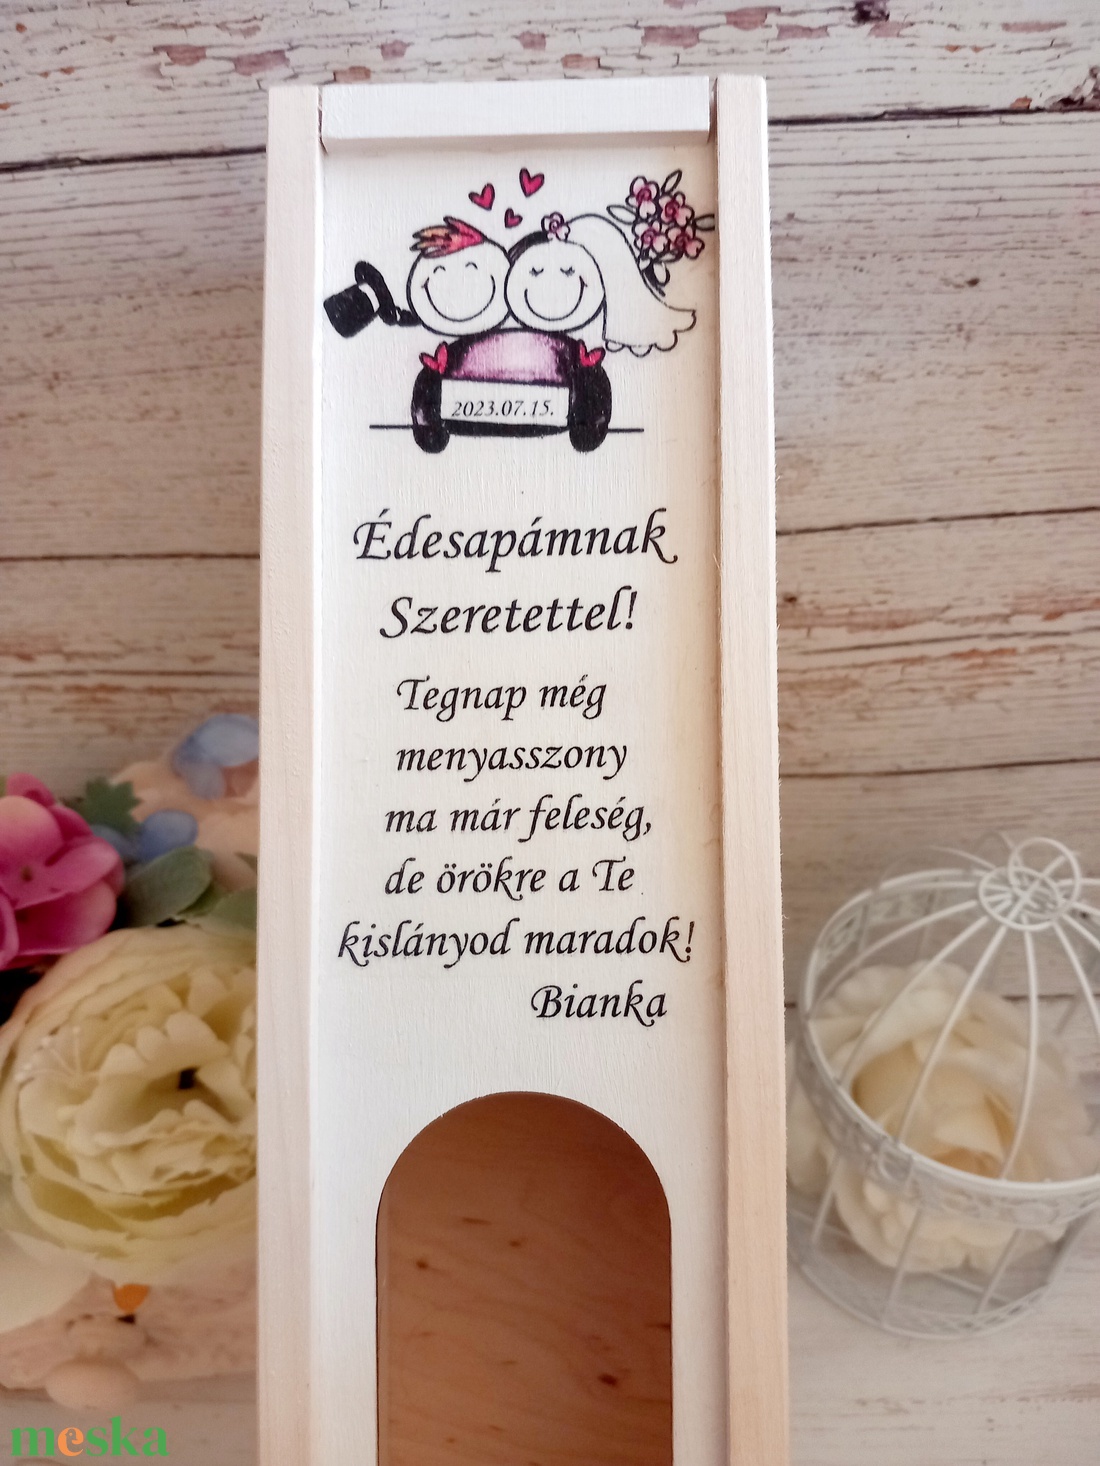 2023.07.15.
Édesapámnak
Szeretettel!
Tegnap még
menyasszony
ma már feleség,
de örökre a Te
kislányod maradok!
Bianka
meska